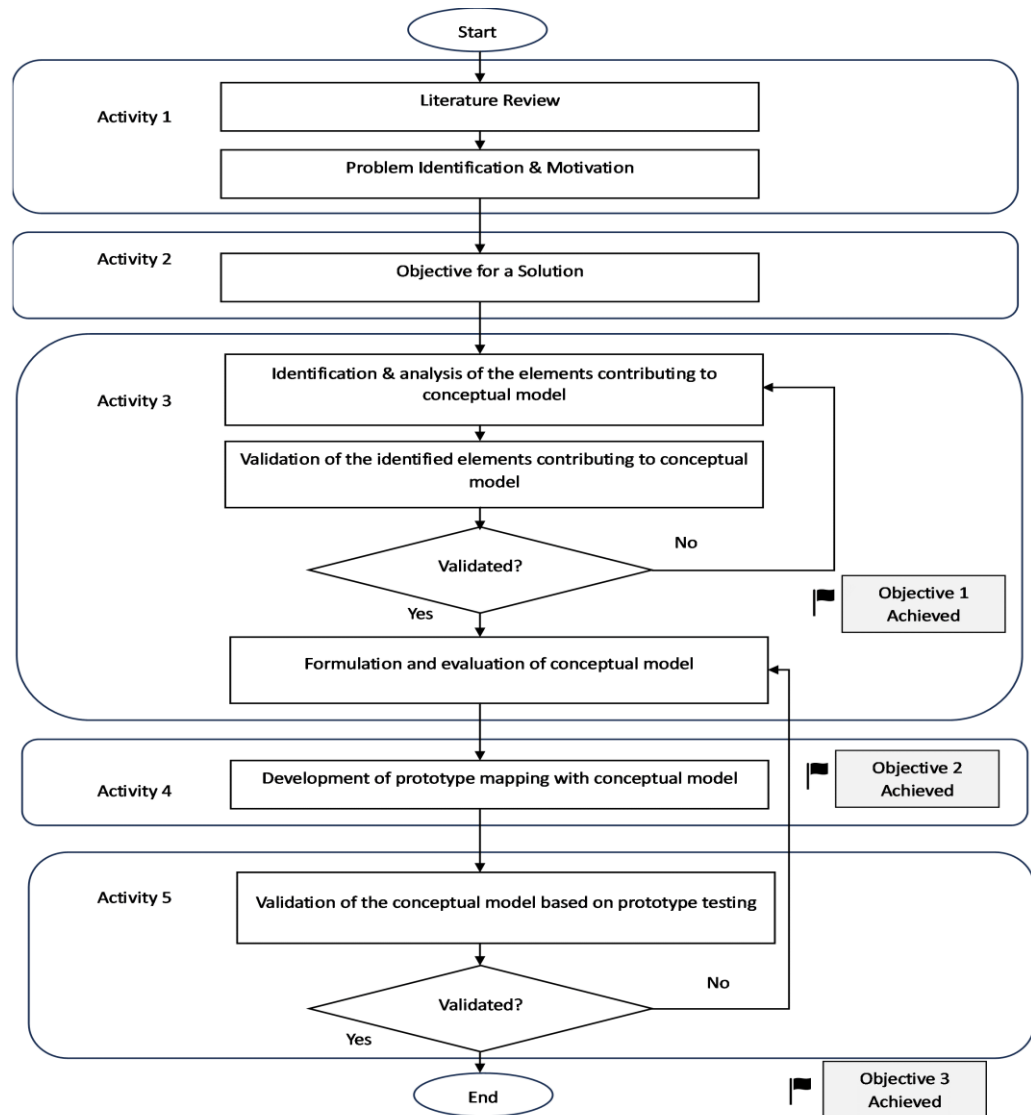 Start
Activity 1
Literature Review
Problem Identification & Motivation
Activity 2
Objective for a Solution
Activity 3
Identification & analysis of the elements contributing to
conceptual model
Validation of the identified elements contributing to conceptual
model
Validated?
No
Yes
Objective 1
Achieved
Formulation and evaluation of conceptual model
Activity 4
Development of prototype mapping with conceptual model
Objective 2
Achieved
Activity 5
Validation of the conceptual model based on prototype testing
Validated?
No
Yes
End
Objective 3
Achieved